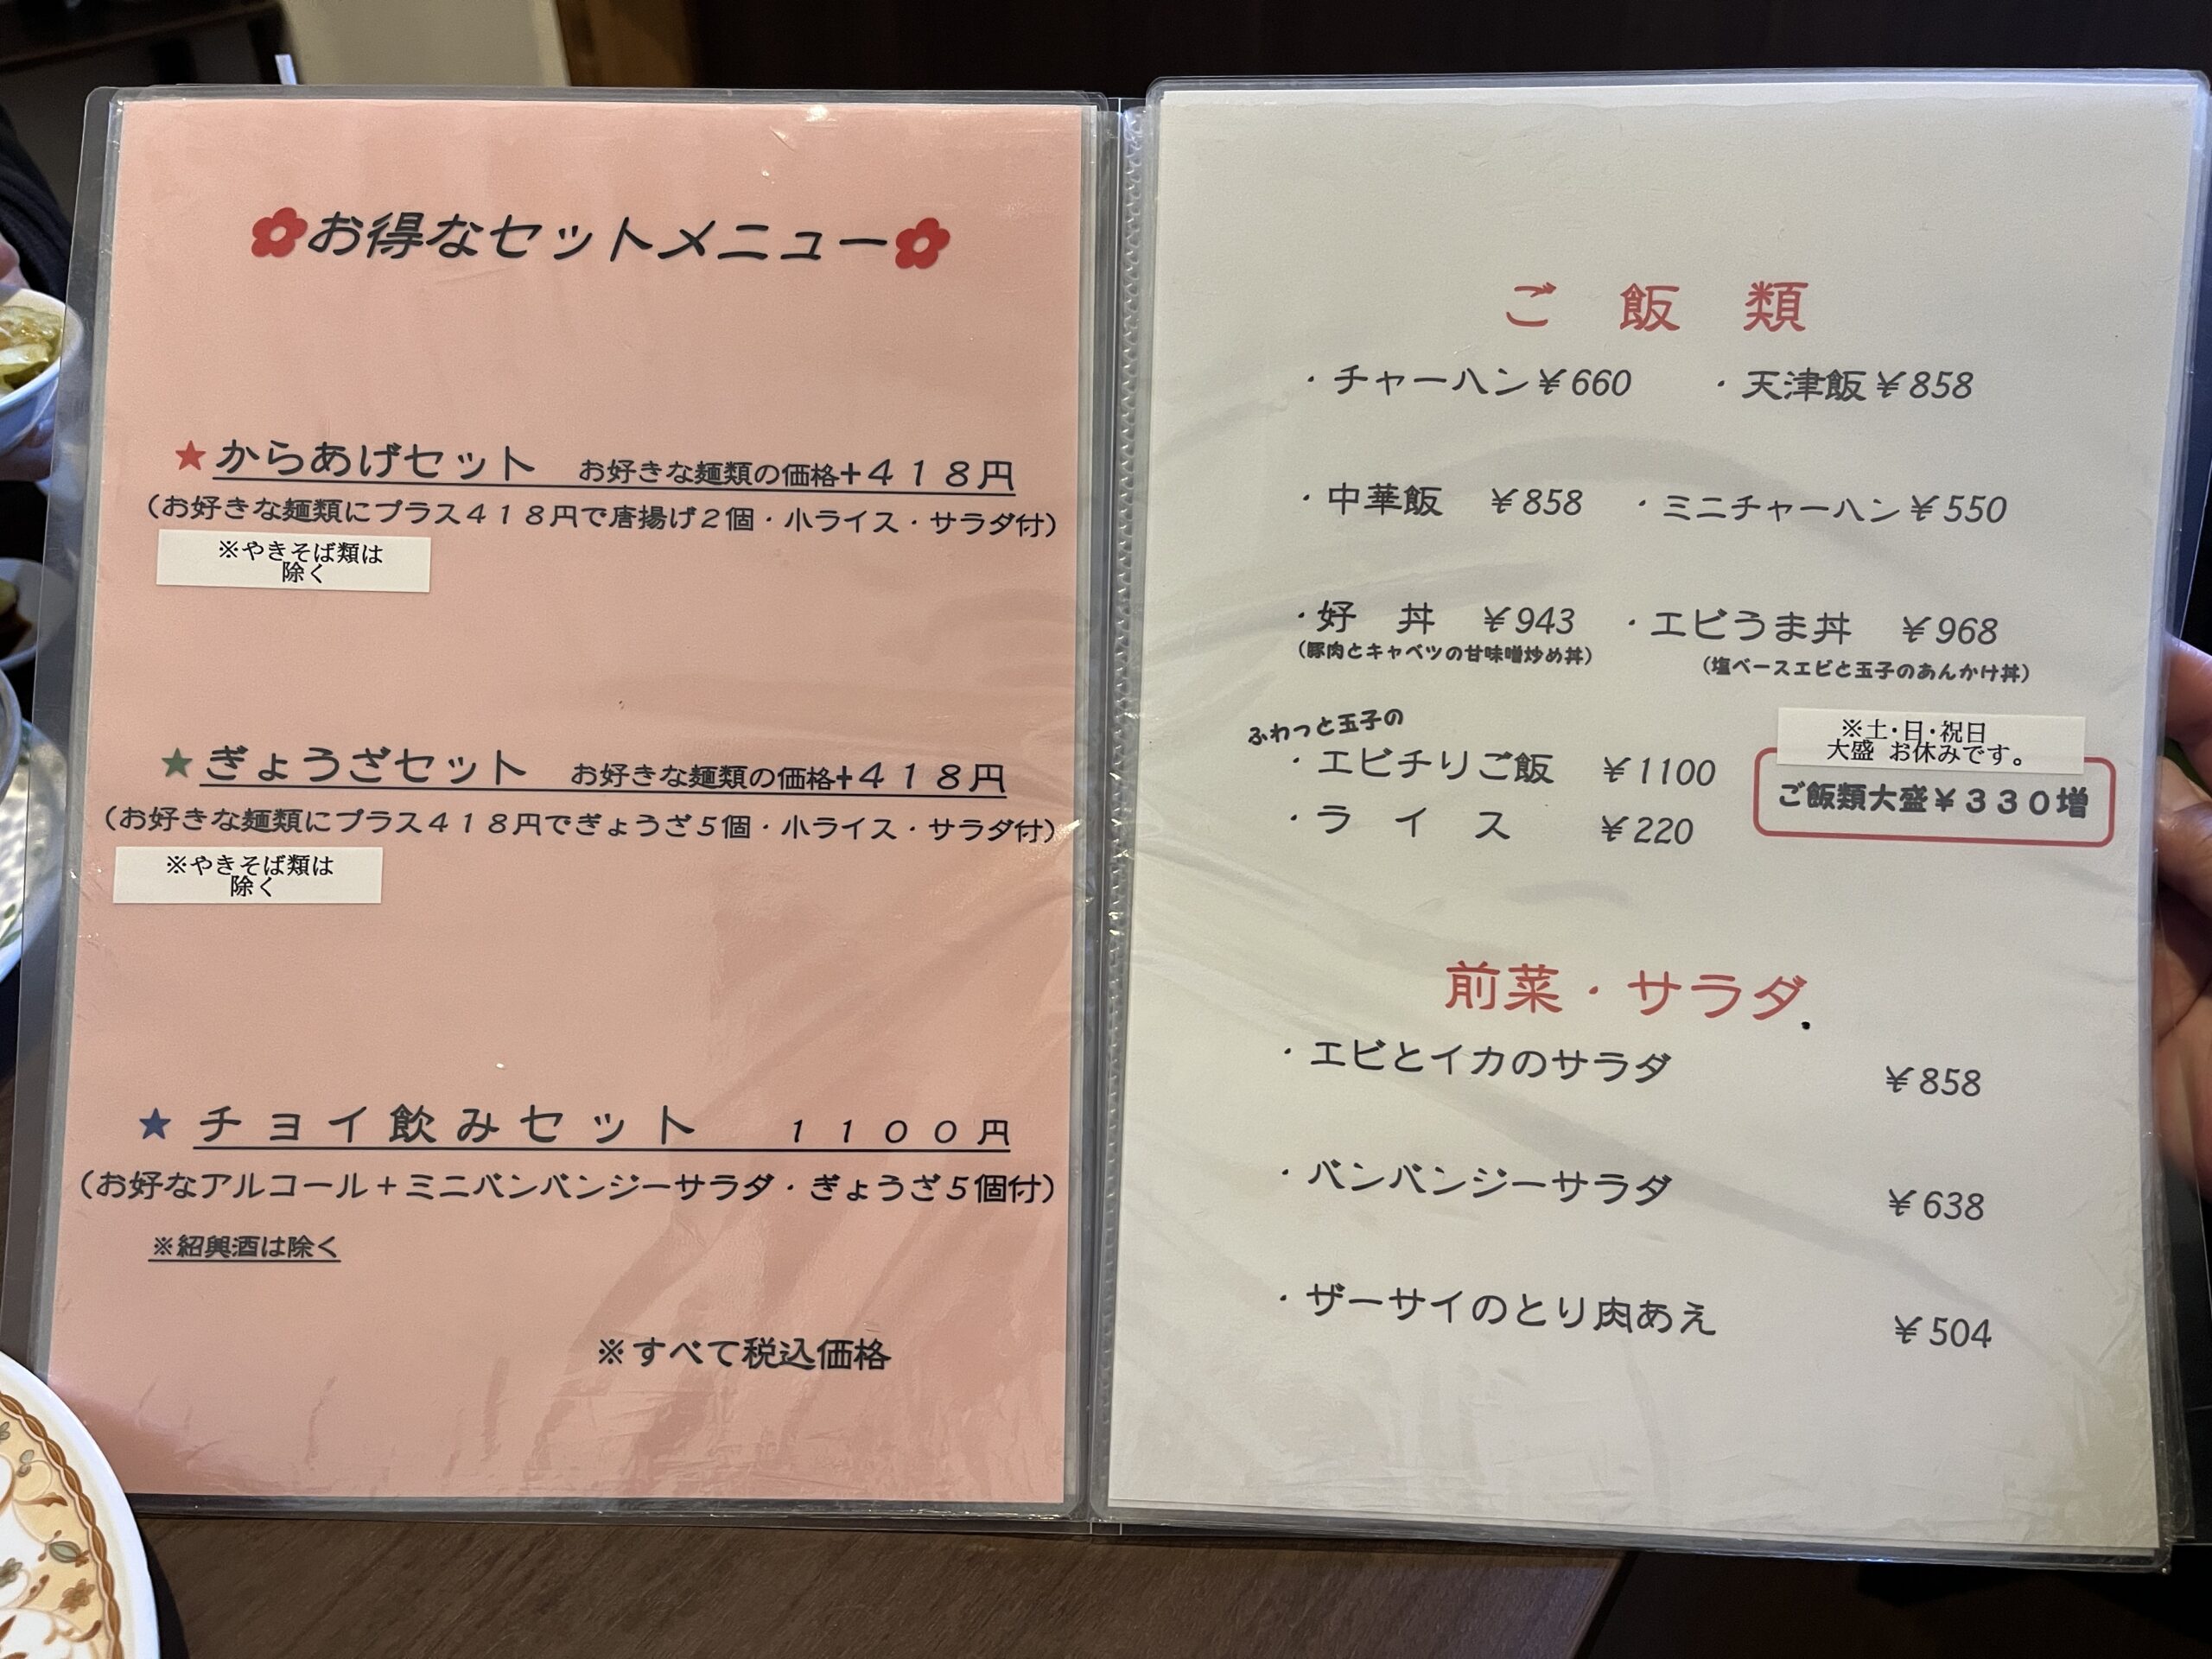 お得なセットメニュー
★からあげセット お好きな麺類の価格+418円
(お好きな麺類にプラス418円で唐揚げ2個・小ライス・サラダ付)
※やきそば類は
除く
★ぎょうざセット お好きな麺類の価格+418円
(お好きな麺類にプラス418円でぎょうざ5個・小ライス・サラダ付)
※やきそば類は
除く
★チョイ飲みセット 1100円
(お好なアルコール+ミニバンバンジーサラダ・ぎょうざ5個付)
※紹興酒は除く
※すべて税込価格
ご飯類
・チャーハン¥660 ・天津飯¥858
・中華飯 ¥858 ・ミニチャーハン¥550
・好丼 ¥943 ・エビうま丼 ¥968
(豚肉とキャベツの甘味噌炒め丼) (塩ベースエビと玉子のあんかけ丼)
ふわっと玉子の
・エビチリご飯 ¥1100
・ライス ¥220
※土・日・祝日
大盛 お休みです。
ご飯類大盛¥330増
前菜・サラダ
・エビとイカのサラダ ¥858
・バンバンジーサラダ ¥638
・ザーサイのとり肉あえ ¥504